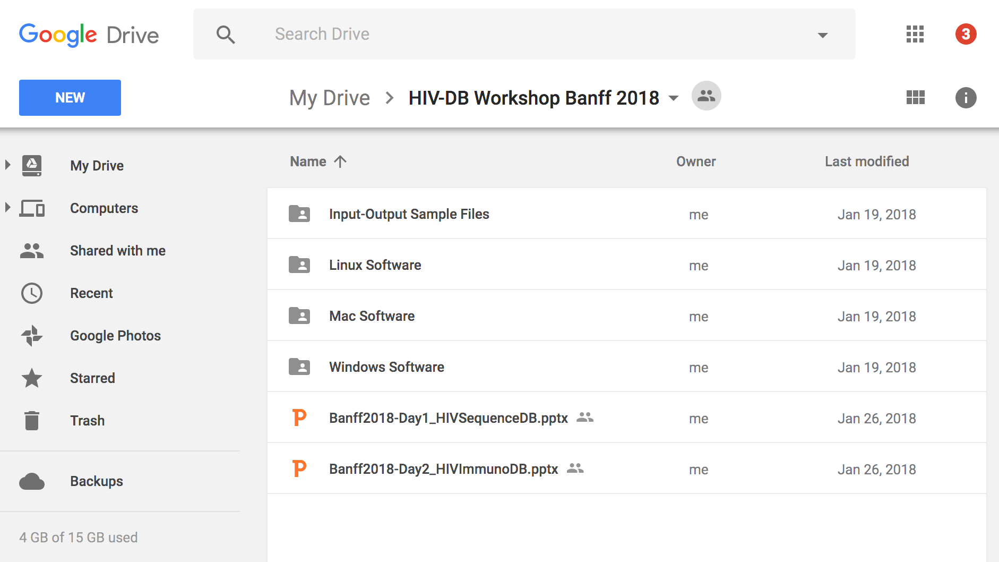 Google Drive
Search Drive
3
NEW
My Drive > HIV-DB Workshop Banff 2018
My Drive
Computers
Shared with me
Recent
Google Photos
Starred
Trash
Backups
4 GB of 15 GB used
Name Owner Last modified
Input-Output Sample Files me Jan 19, 2018
Linux Software me Jan 19, 2018
Mac Software me Jan 19, 2018
Windows Software me Jan 19, 2018
P Banff2018-Day1_HIVSequenceDB.pptx me Jan 26, 2018
P Banff2018-Day2_HIVImmunoDB.pptx me Jan 26, 2018